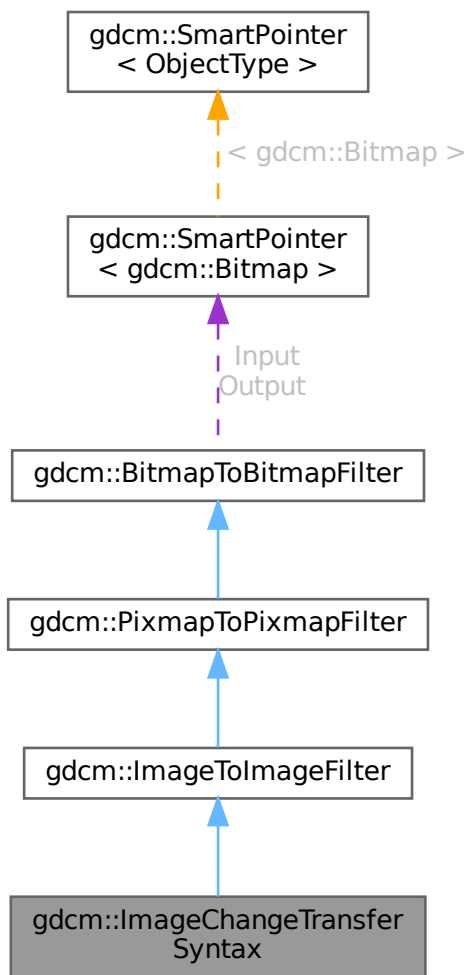 gdcm::SmartPointer
< ObjectType >
< gdcm::Bitmap >
gdcm::SmartPointer
< gdcm::Bitmap >
Input
Output
gdcm::BitmapToBitmapFilter
gdcm::PixmapToPixmapFilter
gdcm::ImageToImageFilter
gdcm::ImageChangeTransfer
Syntax